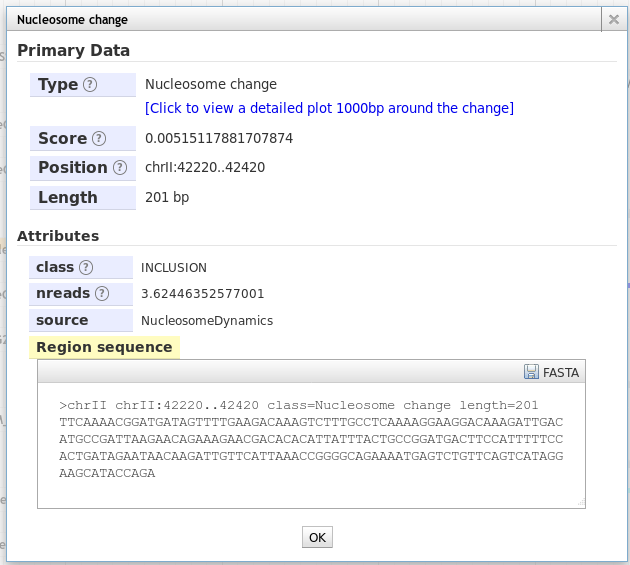 Nucleosome change
Primary Data
Type ? Nucleosome change
[Click to view a detailed plot 1000bp around the change]
Score ? 0.00515117881707874
Position ? chrII:42220..42420
Length 201 bp
Attributes
class ? INCLUSION
nreads ? 3.62446352577001
source NucleosomeDynamics
Region sequence
FASTA
>chrII chrII:42220..42420 class=Nucleosome change length=201
TTCAAAACGGATGATAGTTTTGAAGACAAAGTCTTTGCCTCAAAAGGAAGGACAAAGATTGAC
ATGCCGATTAAGAACAGAAAGAACGACACACATTATTTACTGCCGGATGACTTCCATTTTTCC
ACTGATAGAATAACAAGATTGTTCATTAAACCGGGGCAGAAAATGAGTCTGTTCAGTCATAGG
AAGCATACCAGA
OK